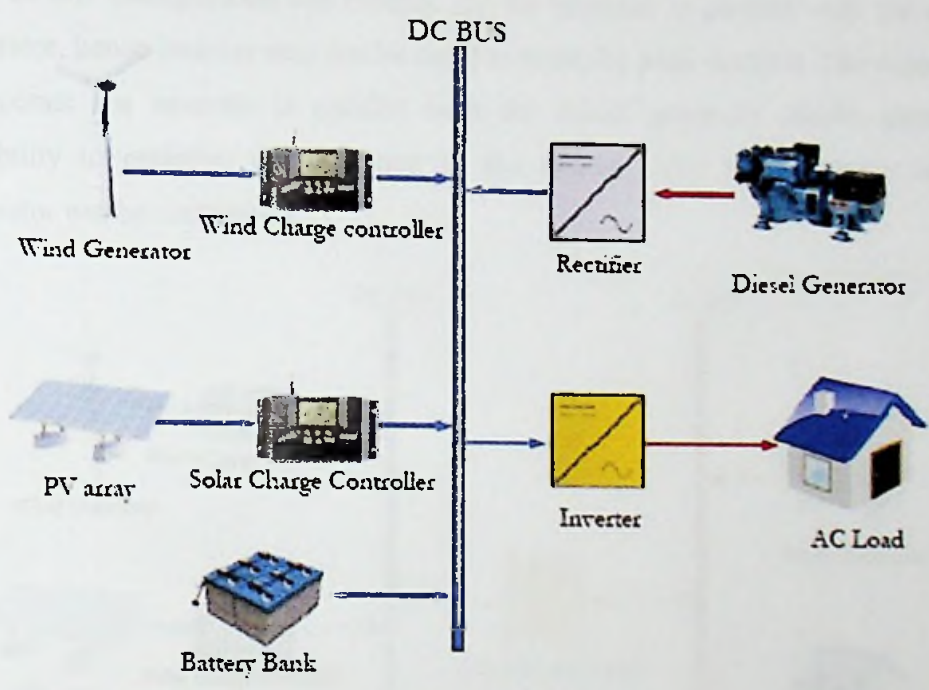 DC BUS
Wind Charge controller
Wind Generator
Rectifier
Diesel Generator
PV array
Solar Charge Controller
Inverter
AC Load
Battery Bank